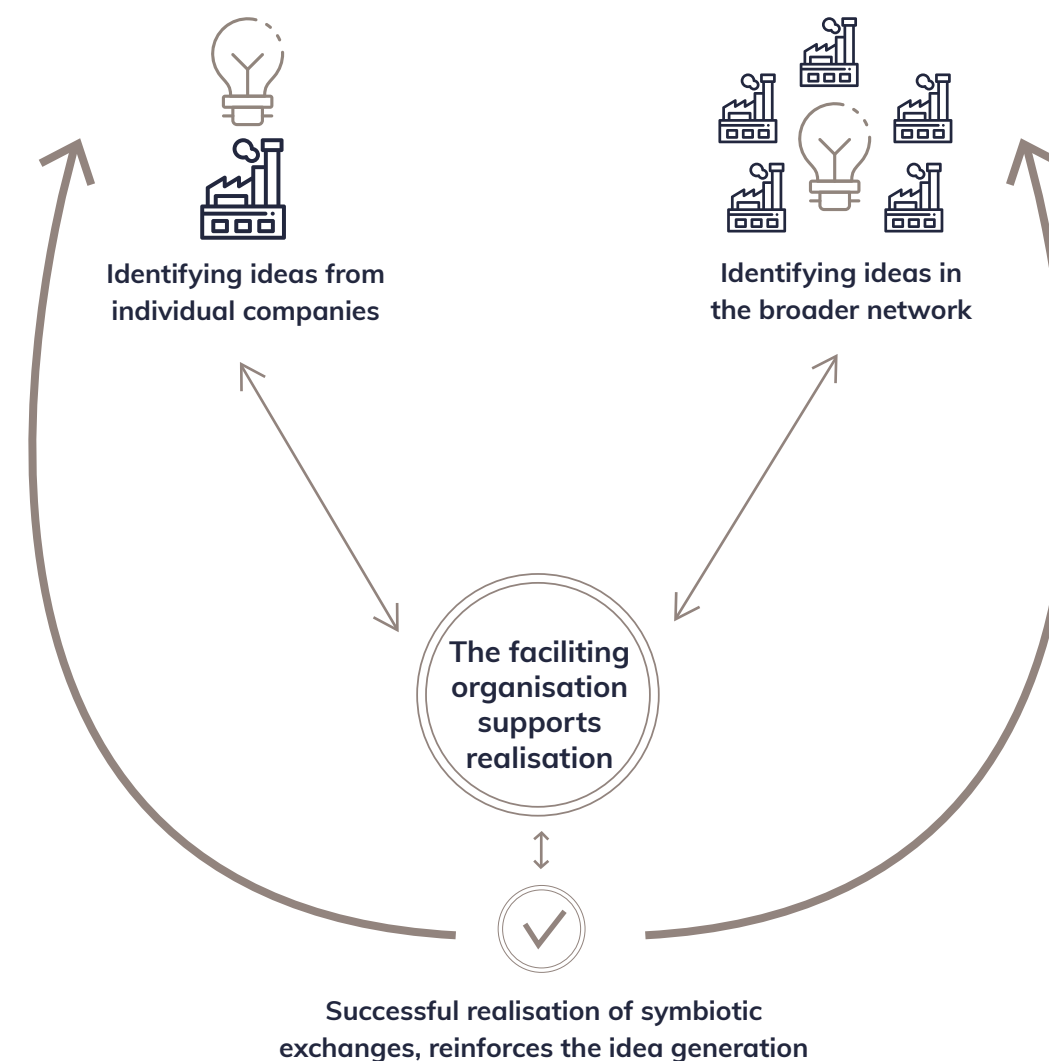 Identifying ideas from
individual companies
Identifying ideas in
the broader network
The faciliting
organisation
supports
realisation
Successful realisation of symbiotic
exchanges, reinforces the idea generation